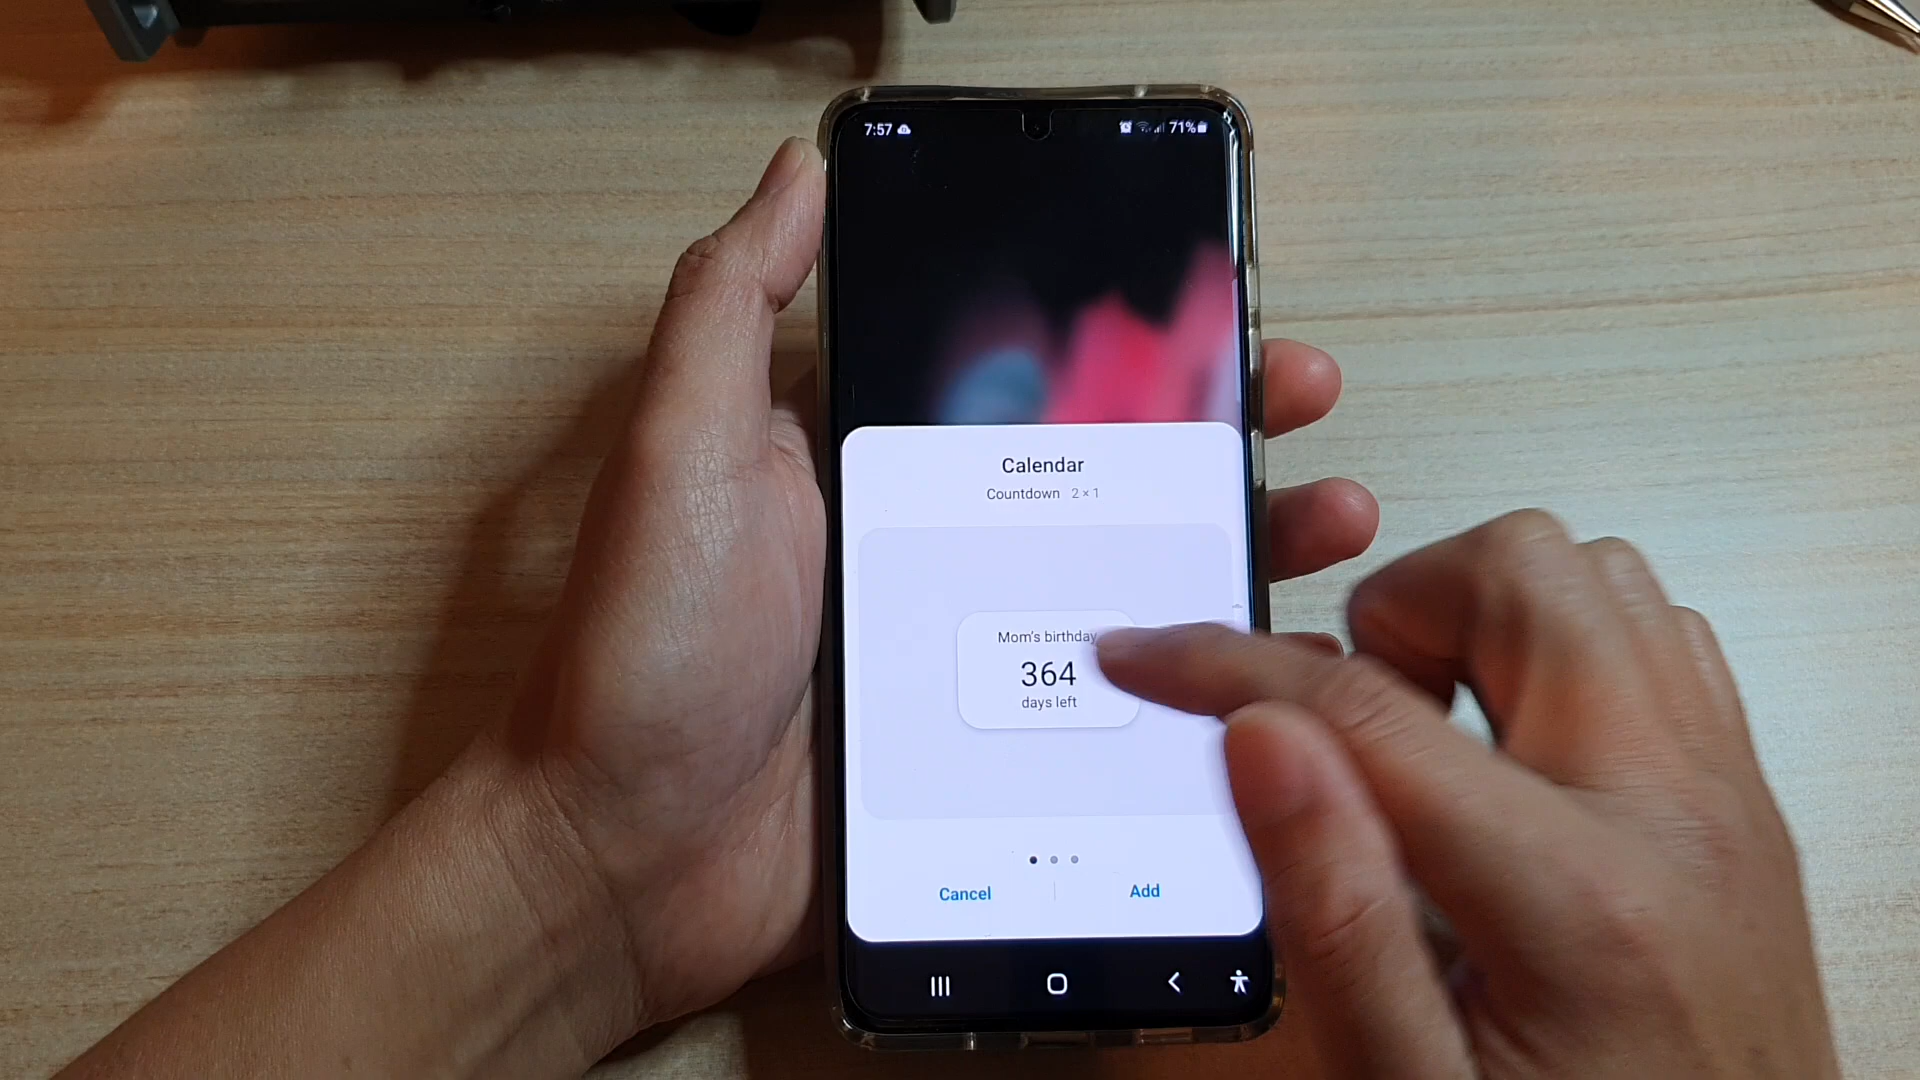 7:57 71%
Calendar
Countdown 2 × 1
Mom's birthday
364
days left
Cancel Add